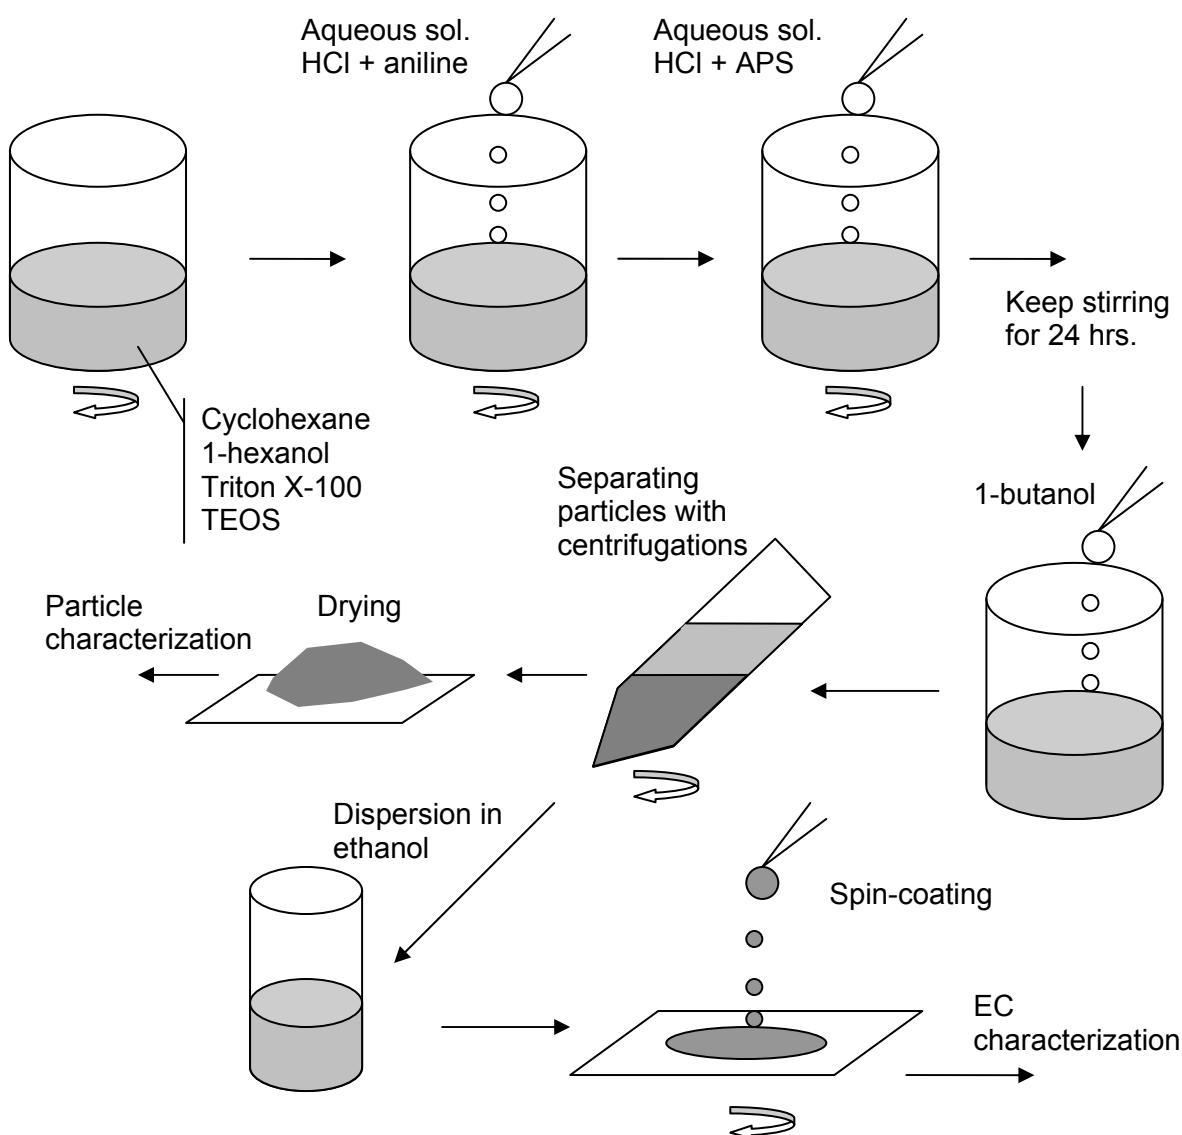 Aqueous sol.
HCl + aniline
Aqueous sol.
HCl + APS
Keep stirring
for 24 hrs.
Cyclohexane
1-hexanol
Triton X-100
TEOS
1-butanol
Separating
particles with
centrifugations
Drying
Particle
characterization
Dispersion in
ethanol
Spin-coating
EC
characterization